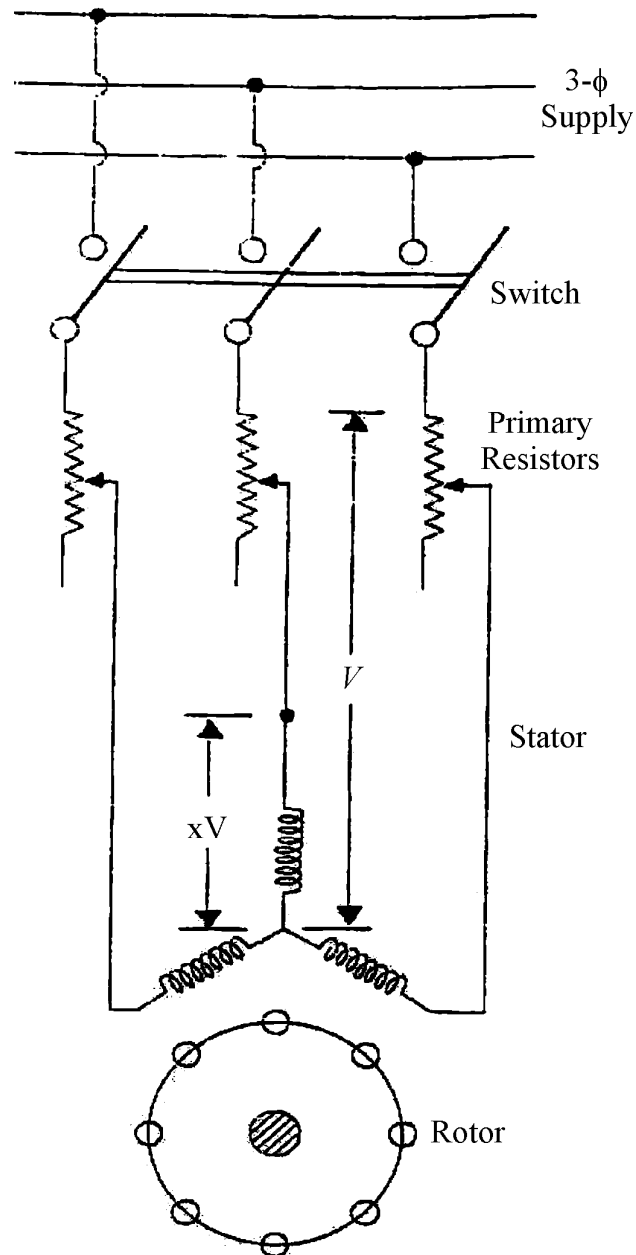 3-ϕ
Supply
Switch
Primary
Resistors
V
Stator
xV
Rotor